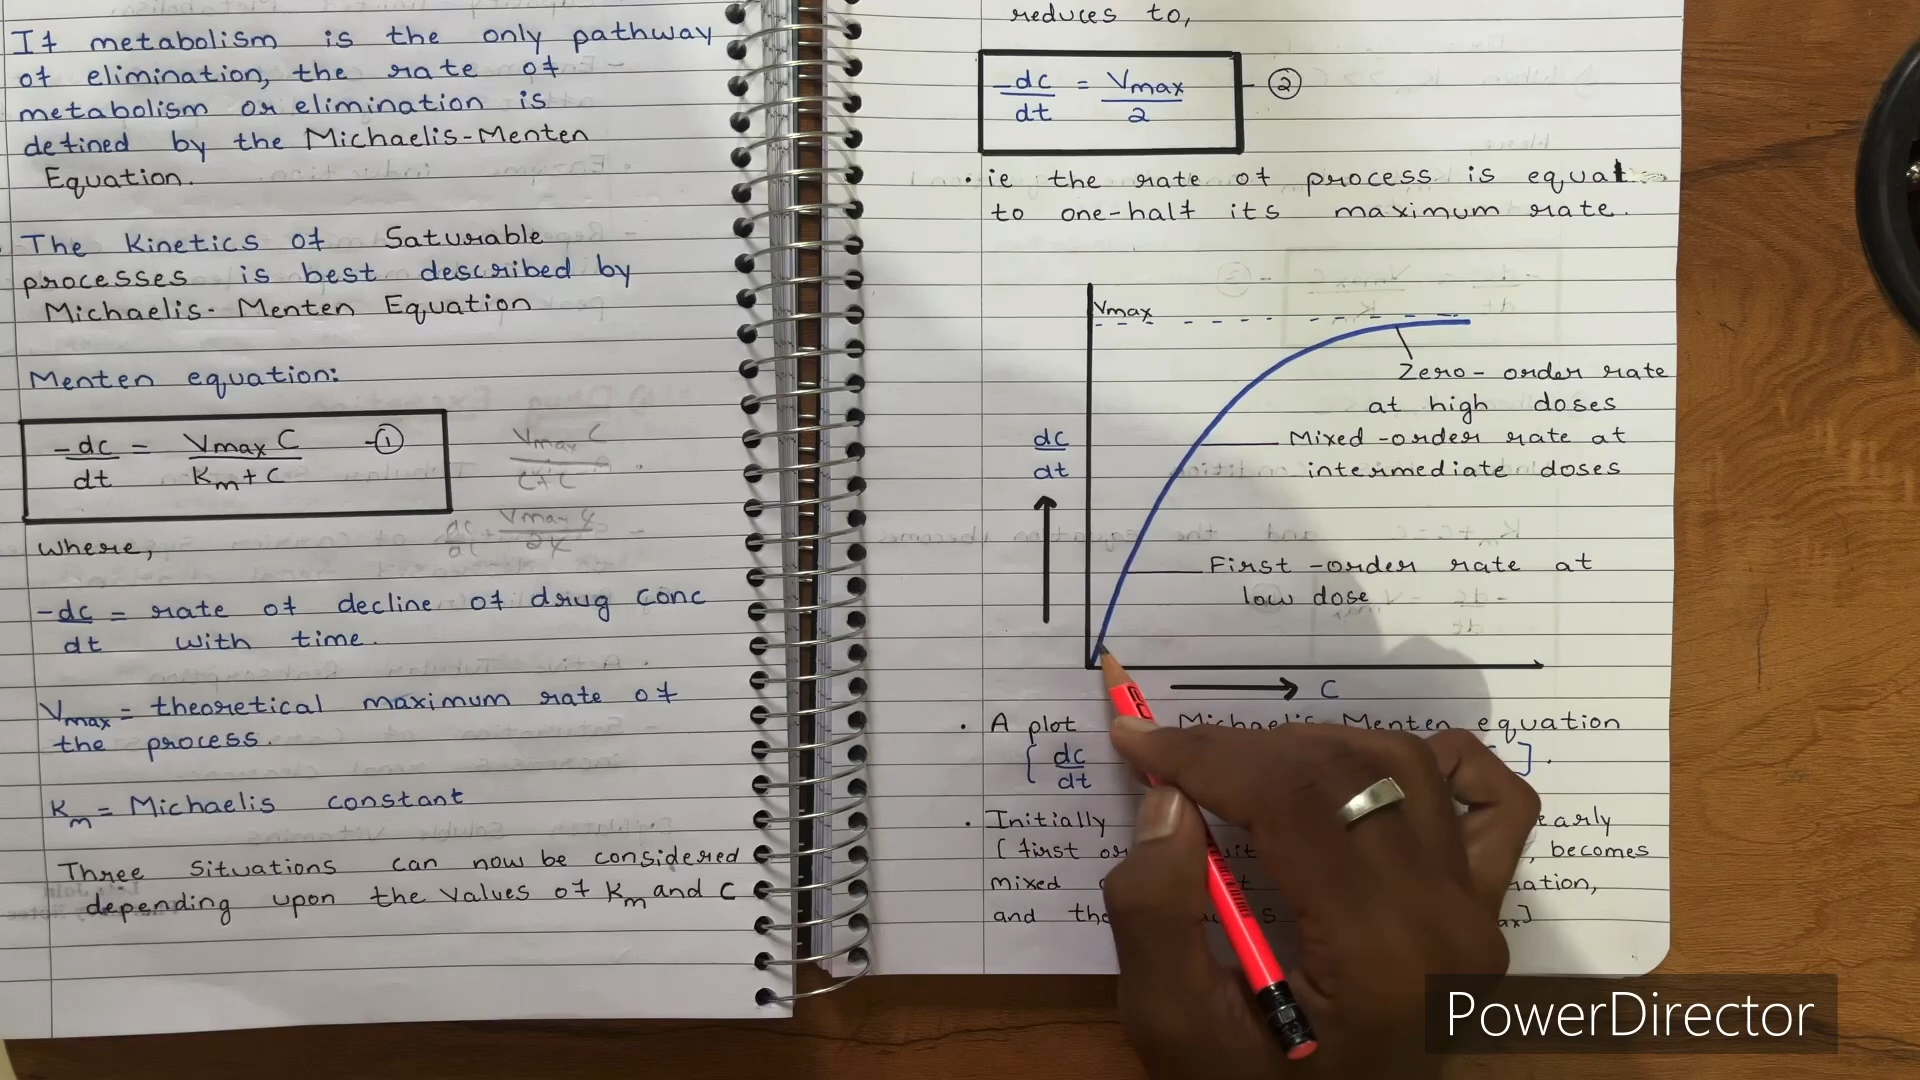 If metabolism is the only pathway
of elimination, the rate of
metabolism or elimination is
defined by the Michaelis-Menten
Equation.
The Kinetics of Saturable
processes is best described by
Michaelis-Menten Equation
Menten equation:
-dc/dt = Vmax C / Km + C -①
where,
-dc/dt = rate of decline of drug conc
with time.
Vmax = theoretical maximum rate of
the process.
Km = Michaelis constant
Three situations can now be considered
depending upon the values of Km and C
reduces to,
-dc/dt = Vmax/2 - ②
• ie the rate of process is equal
to one-half its maximum rate.
Vmax
Zero-order rate
at high doses
dc/dt
Mixed-order rate at
intermediate doses
First-order rate at
low dose
C
• A plot Michaelis-Menten equation
[ dc/dt ].
• Initially
(first
becomes
mixed
and
PowerDirector